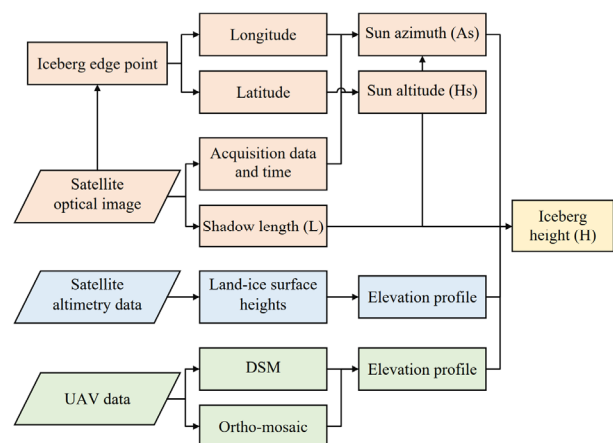 Longitude
Sun azimuth (As)
Iceberg edge point
Latitude
Sun altitude (Hs)
Acquisition data
and time
Satellite
optical image
Shadow length (L)
Iceberg
height (H)
Satellite
altimetry data
Land-ice surface
heights
Elevation profile
DSM
Elevation profile
UAV data
Ortho-mosaic